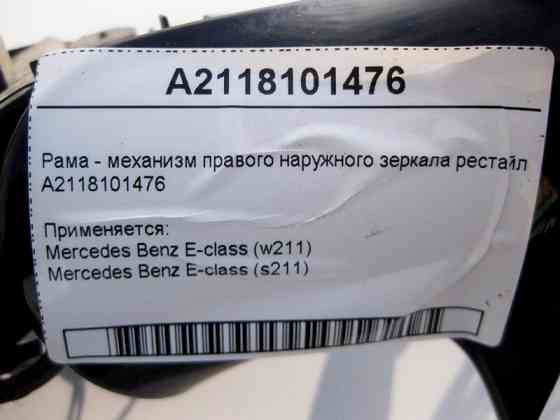 A2118101476
Рама - механизм правого наружного зеркала рестайл
A2118101476
Применяется:
Mercedes Benz E-class (w211)
Mercedes Benz E-class (s211)